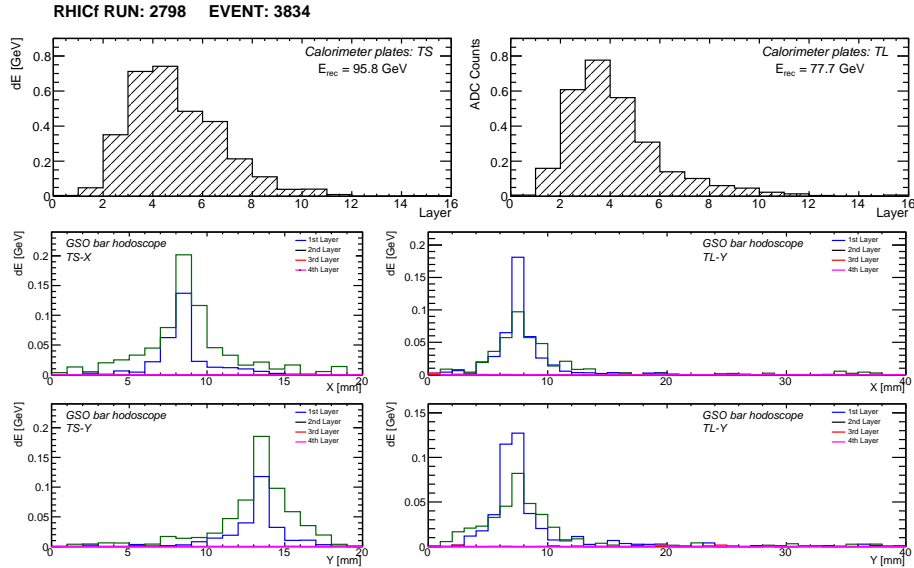 RHICf RUN: 2798 EVENT: 3834
Calorimeter plates: TS
E_rec = 95.8 GeV
dE [GeV]
0 0.2 0.4 0.6 0.8
0 2 4 6 8 10 12 14 16
Layer
Calorimeter plates: TL
E_rec = 77.7 GeV
ADC Counts
0 0.2 0.4 0.6 0.8
0 2 4 6 8 10 12 14 16
Layer
GSO bar hodoscope
TS-X
1st Layer
2nd Layer
3rd Layer
4th Layer
dE [GeV]
0 0.05 0.1 0.15 0.2
0 5 10 15 20
X [mm]
GSO bar hodoscope
TL-Y
1st Layer
2nd Layer
3rd Layer
4th Layer
dE [GeV]
0 0.05 0.1 0.15 0.2
0 10 20 30 40
X [mm]
GSO bar hodoscope
TS-Y
1st Layer
2nd Layer
3rd Layer
4th Layer
dE [GeV]
0 0.05 0.1 0.15 0.2
0 5 10 15 20
Y [mm]
GSO bar hodoscope
TL-Y
1st Layer
2nd Layer
3rd Layer
4th Layer
dE [GeV]
0 0.05 0.1 0.15
0 10 20 30 40
Y [mm]